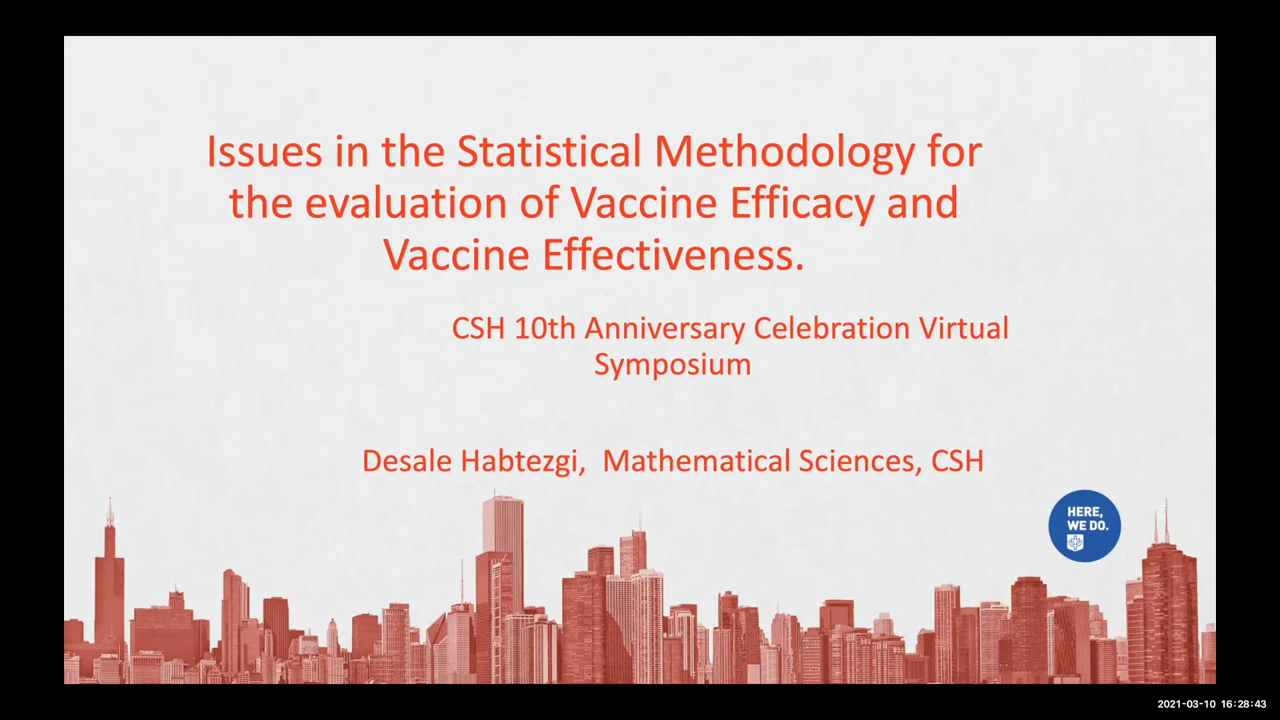 Issues in the Statistical Methodology for
the evaluation of Vaccine Efficacy and
Vaccine Effectiveness.
CSH 10th Anniversary Celebration Virtual
Symposium
Desale Habtezgi,  Mathematical Sciences, CSH
HERE,
WE DO.
2021-03-10 16:28:43